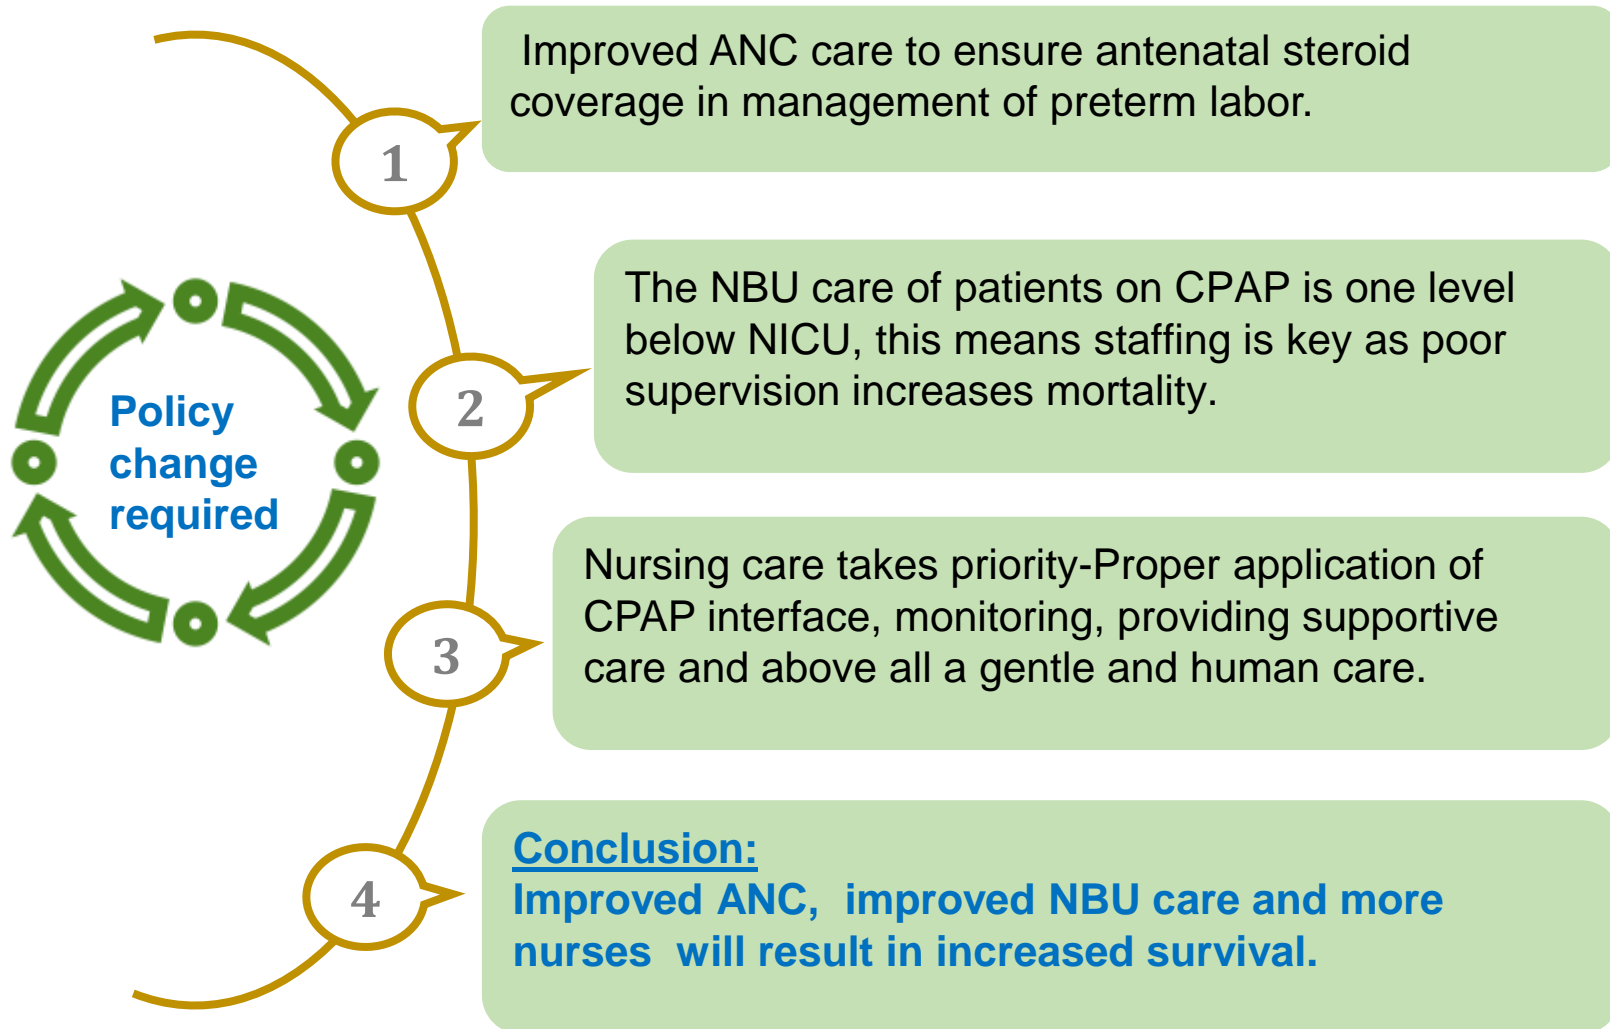 Improved ANC care to ensure antenatal steroid
coverage in management of preterm labor.
1
The NBU care of patients on CPAP is one level
below NICU, this means staffing is key as poor
supervision increases mortality.
2
Policy
change
required
Nursing care takes priority-Proper application of
CPAP interface, monitoring, providing supportive
care and above all a gentle and human care.
3
Conclusion:
Improved ANC,  improved NBU care and more
nurses  will result in increased survival.
4